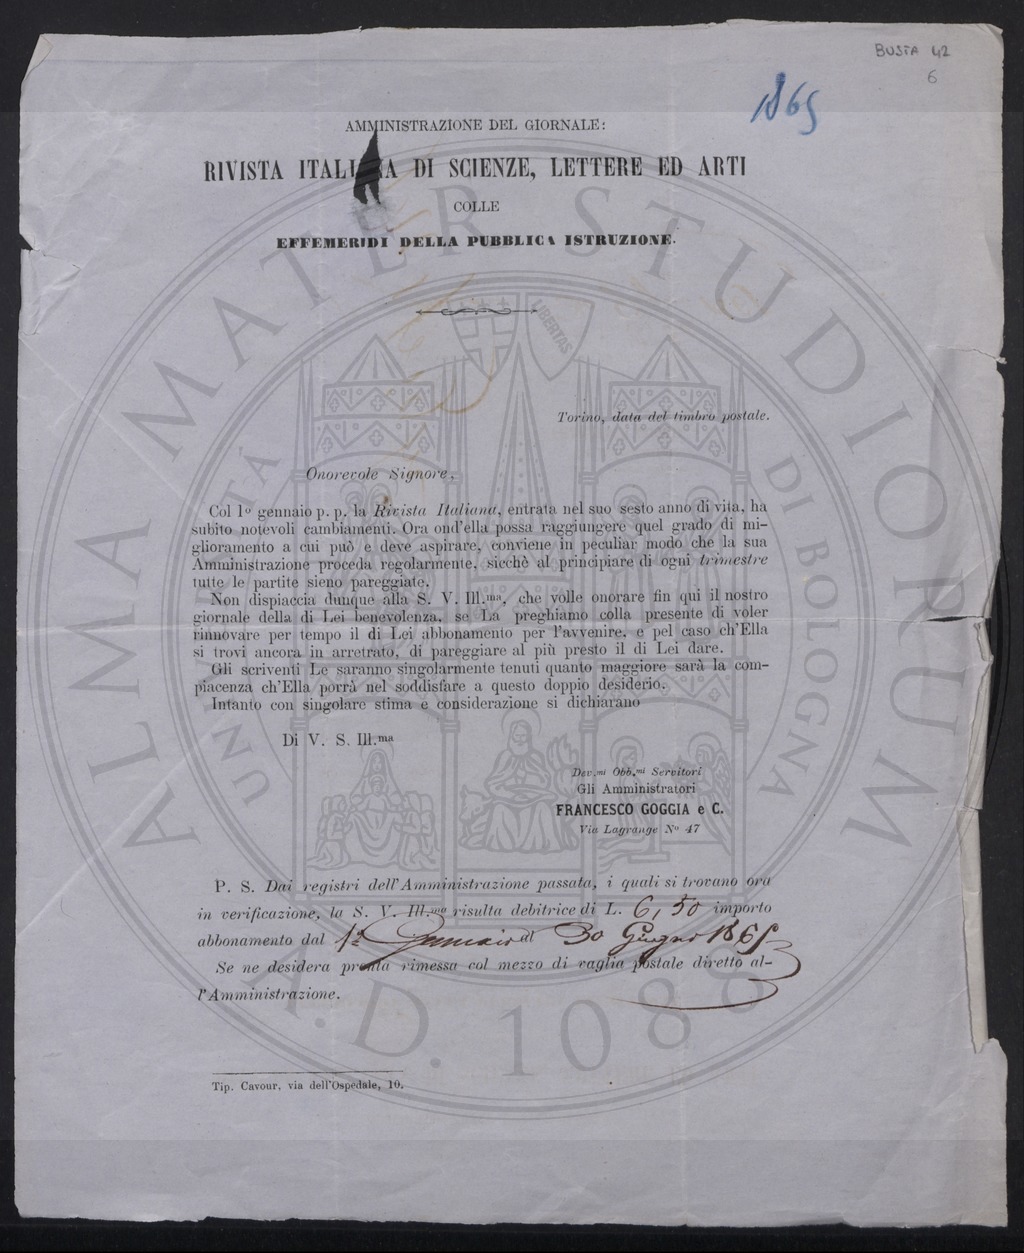 BUSTA 42
6
1865
AMMINISTRAZIONE DEL GIORNALE:
RIVISTA ITALIANA DI SCIENZE, LETTERE ED ARTI
COLLE
EFFEMERIDI DELLA PUBBLICA ISTRUZIONE.
Torino, data del timbro postale.
Onorevole Signore,
Col 1º gennaio p. p. la Rivista Italiana, entrata nel suo sesto anno di vita, ha
subito notevoli cambiamenti. Ora ond'ella possa raggiungere quel grado di mi-
glioramento a cui può e deve aspirare, conviene in peculiar modo che la sua
Amministrazione proceda regolarmente, sicchè al principiare di ogni trimestre
tutte le partite sieno pareggiate.
Non dispiaccia dunque alla S. V. Ill.ma, che volle onorare fin qui il nostro
giornale della di Lei benevolenza, se La preghiamo colla presente di voler
rinnovare per tempo il di Lei abbonamento per l'avvenire, e pel caso ch'Ella
si trovi ancora in arretrato, di pareggiare al più presto il di Lei dare.
Gli scriventi Le saranno singolarmente tenuti quanto maggiore sarà la com-
piacenza ch'Ella porrà nel soddisfare a questo doppio desiderio.
Intanto con singolare stima e considerazione si dichiarano
Di V. S. Ill.ma
Dev.mi Obb.mi Servitori
Gli Amministratori
FRANCESCO GOGGIA e C.
Via Lagrange Nº 47
P. S. Dai registri dell'Amministrazione passata, i quali si trovano ora
in verificazione, la S. V. Ill.ma risulta debitrice di L. 6,50 importo
abbonamento dal 1º Gennaio al 30 Giugno 1865
Se ne desidera pronta rimessa col mezzo di vaglia postale diretto al-
l'Amministrazione.
Tip. Cavour, via dell'Ospedale, 10.
ALMA MATER STUDIORUM
UNIVERSITÀ DI BOLOGNA
LIBERTAS
A.D. 1088